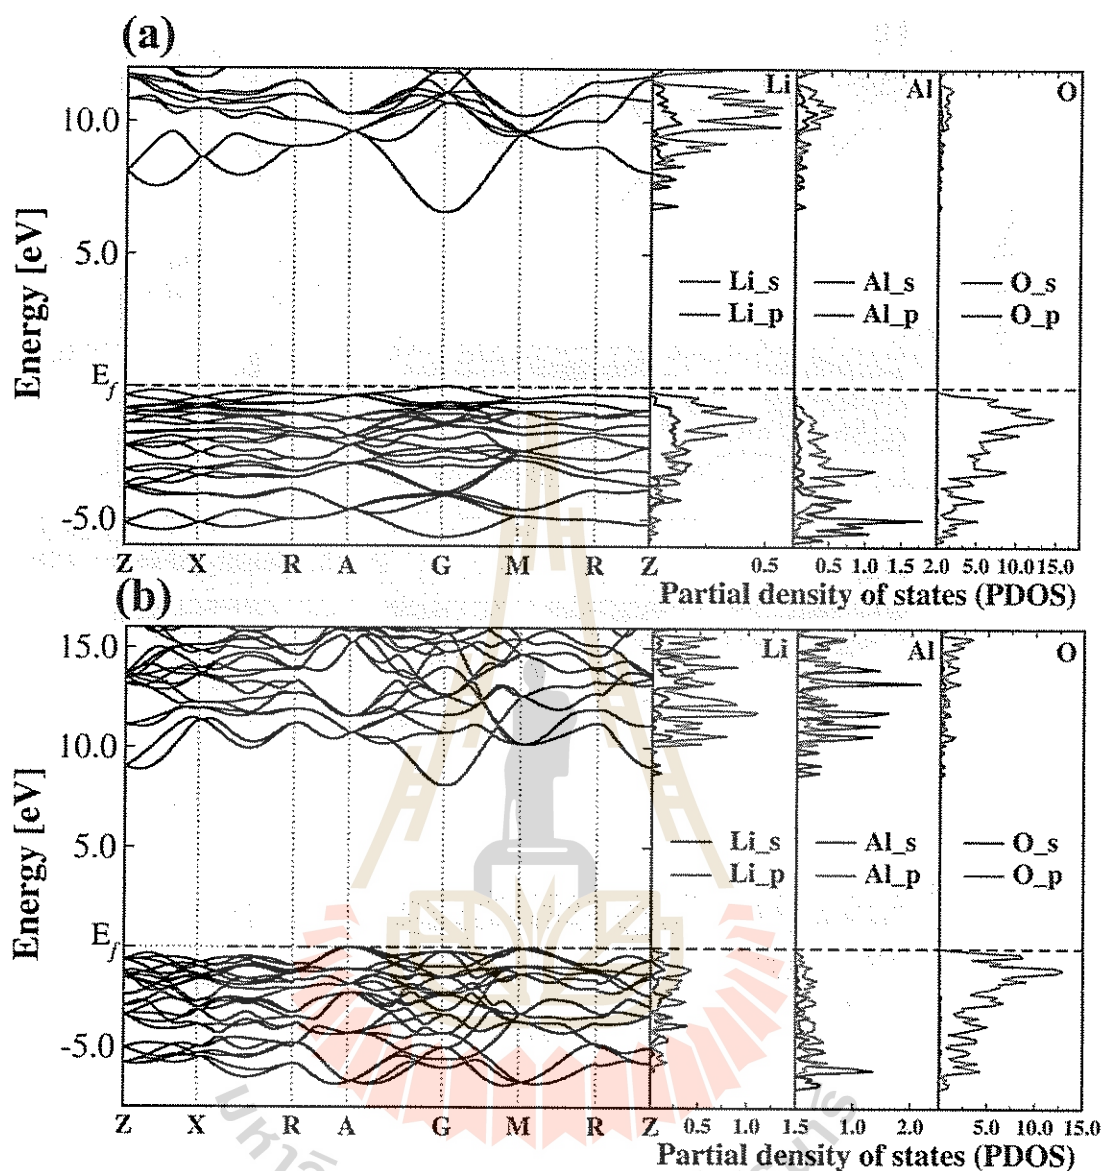 (a)
Li Al O
10.0
5.0
Li_s Al_s O_s
Li_p Al_p O_p
E_f
-5.0
Energy [eV]
Z X R A G M R Z
0.5 0.5 1.0 1.5 2.0 5.0 10.0 15.0
Partial density of states (PDOS)
(b)
15.0
Li Al O
10.0
5.0
Li_s Al_s O_s
Li_p Al_p O_p
E_f
-5.0
Energy [eV]
Z X R A G M R Z
0.5 1.0 1.5 1.0 2.0 5.0 10.0 15.0
Partial density of states (PDOS)